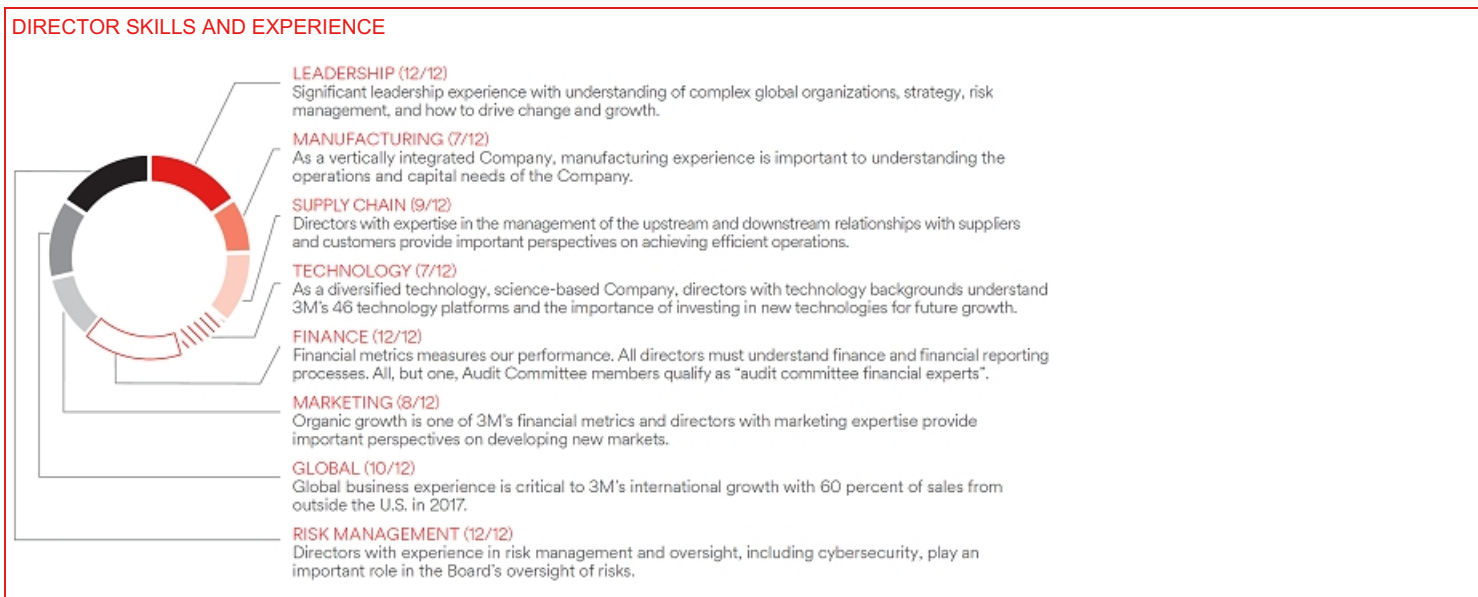 DIRECTOR SKILLS AND EXPERIENCE
LEADERSHIP (12/12)
Significant leadership experience with understanding of complex global organizations, strategy, risk
management, and how to drive change and growth.
MANUFACTURING (7/12)
As a vertically integrated Company, manufacturing experience is important to understanding the
operations and capital needs of the Company.
SUPPLY CHAIN (9/12)
Directors with expertise in the management of the upstream and downstream relationships with suppliers
and customers provide important perspectives on achieving efficient operations.
TECHNOLOGY (7/12)
As a diversified technology, science-based Company, directors with technology backgrounds understand
3M's 46 technology platforms and the importance of investing in new technologies for future growth.
FINANCE (12/12)
Financial metrics measures our performance. All directors must understand finance and financial reporting
processes. All, but one, Audit Committee members qualify as “audit committee financial experts”.
MARKETING (8/12)
Organic growth is one of 3M's financial metrics and directors with marketing expertise provide
important perspectives on developing new markets.
GLOBAL (10/12)
Global business experience is critical to 3M's international growth with 60 percent of sales from
outside the U.S. in 2017.
RISK MANAGEMENT (12/12)
Directors with experience in risk management and oversight, including cybersecurity, play an
important role in the Board's oversight of risks.